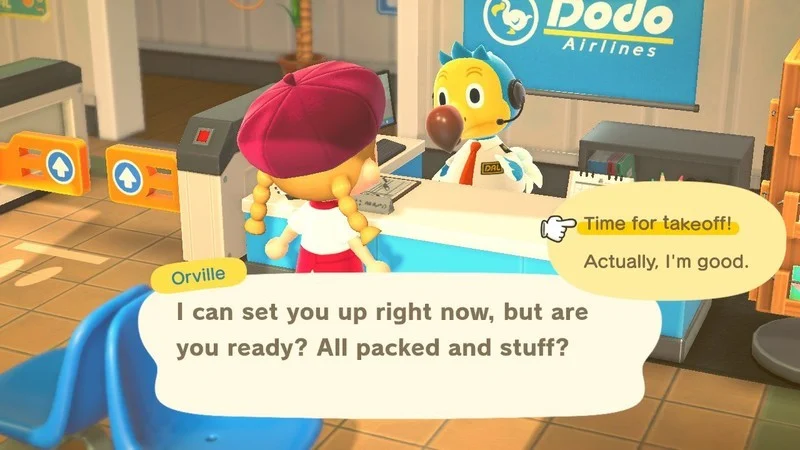 Dodo
Airlines
DAL
Time for takeoff!
Actually, I'm good.
Orville
I can set you up right now, but are
you ready? All packed and stuff?